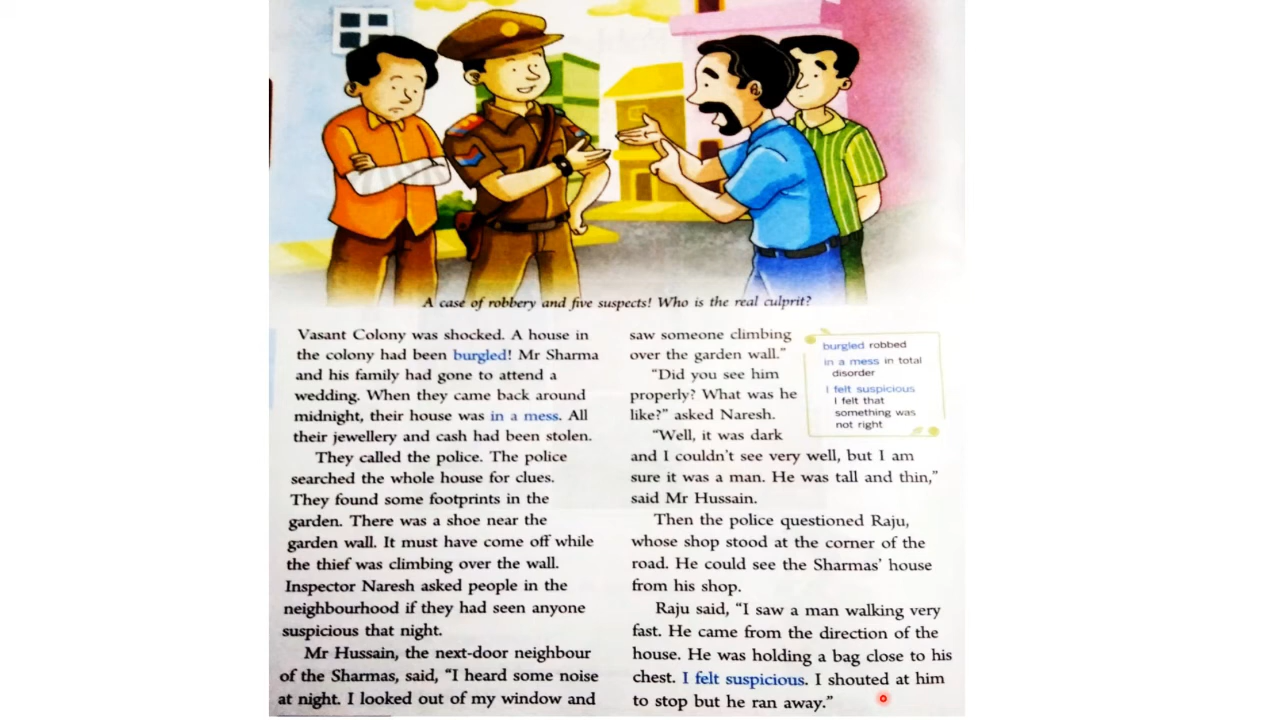 A case of robbery and five suspects! Who is the real culprit?
Vasant Colony was shocked. A house in
the colony had been burgled! Mr Sharma
and his family had gone to attend a
wedding. When they came back around
midnight, their house was in a mess. All
their jewellery and cash had been stolen.
They called the police. The police
searched the whole house for clues.
They found some footprints in the
garden. There was a shoe near the
garden wall. It must have come off while
the thief was climbing over the wall.
Inspector Naresh asked people in the
neighbourhood if they had seen anyone
suspicious that night.
Mr Hussain, the next-door neighbour
of the Sharmas, said, “I heard some noise
at night. I looked out of my window and
saw someone climbing
over the garden wall.”
“Did you see him
properly? What was he
like?” asked Naresh.
“Well, it was dark
and I couldn't see very well, but I am
sure it was a man. He was tall and thin,”
said Mr Hussain.
Then the police questioned Raju,
whose shop stood at the corner of the
road. He could see the Sharmas' house
from his shop.
Raju said, “I saw a man walking very
fast. He came from the direction of the
house. He was holding a bag close to his
chest. I felt suspicious. I shouted at him
to stop but he ran away.”
burgled robbed
in a mess in total
disorder
I felt suspicious
I felt that
something was
not right